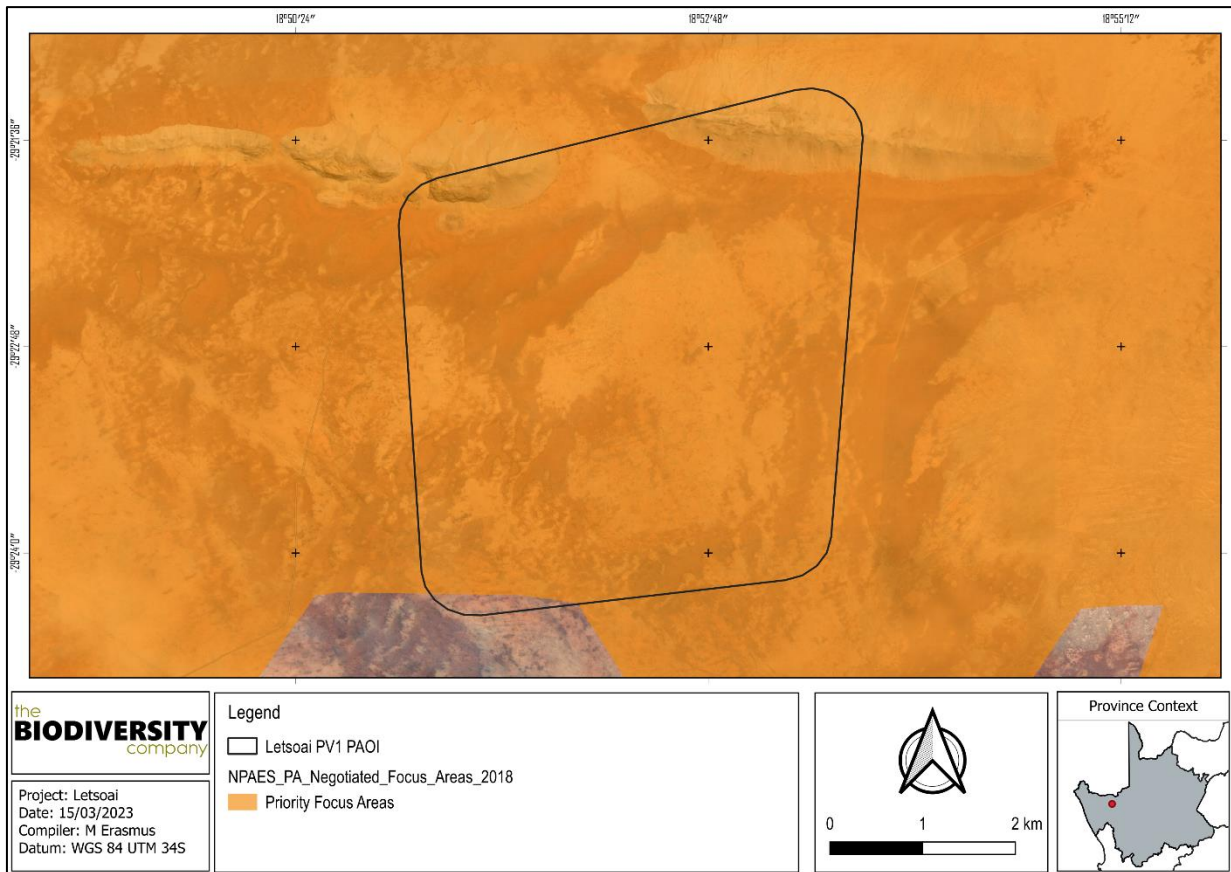 18°50'24" 18°52'48" 18°55'12"
-29°21'36"
-29°22'48"
-29°24'0"
the
BIODIVERSITY
company
Project: Letsoai
Date: 15/03/2023
Compiler: M Erasmus
Datum: WGS 84 UTM 34S
Legend
Letsoai PV1 PAOI
NPAES_PA_Negotiated_Focus_Areas_2018
Priority Focus Areas
0 1 2 km
Province Context